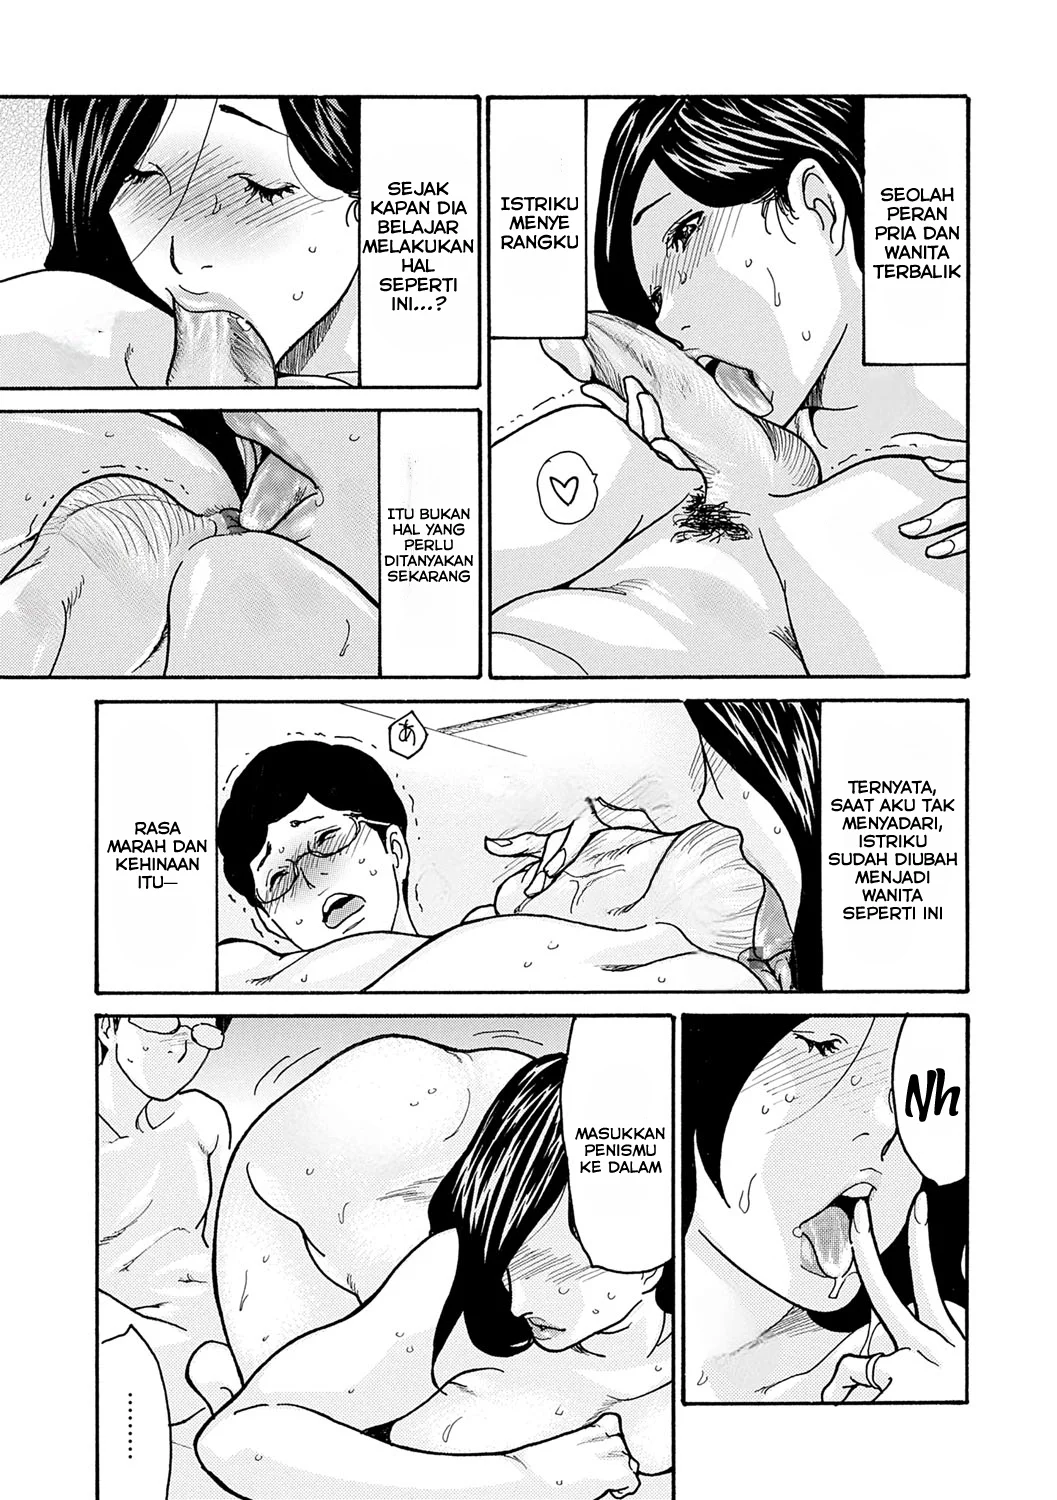 SEOLAH
PERAN
PRIA DAN
WANITA
TERBALIK
ISTRIKU
MENYE
RANGKU
SEJAK
KAPAN DIA
BELAJAR
MELAKUKAN
HAL
SEPERTI
INI...?
ITU BUKAN
HAL YANG
PERLU
DITANYAKAN
SEKARANG
TERNYATA,
SAAT AKU TAK
MENYADARI,
ISTRIKU
SUDAH DIUBAH
MENJADI
WANITA
SEPERTI INI
あ
RASA
MARAH DAN
KEHINAAN
ITU—
Nh
MASUKKAN
PENISMU
KE DALAM
.........